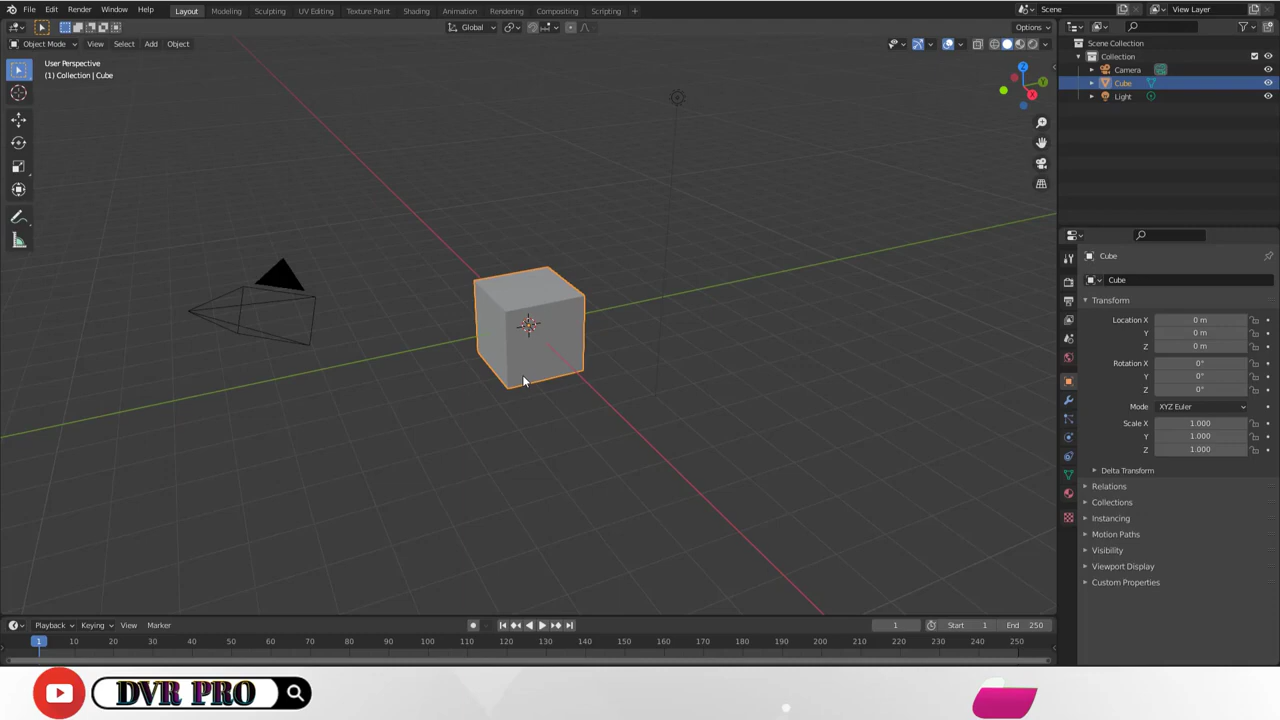 File Edit Render Window Help Layout Modeling Sculpting UV Editing Texture Paint Shading Animation Rendering Compositing Scripting + Scene View Layer
Global Options
Object Mode View Select Add Object
User Perspective
(1) Collection | Cube
Z
Y
X
Scene Collection
Collection
Camera
Cube
Light
Cube
Cube
Transform
Location X 0 m
Y 0 m
Z 0 m
Rotation X 0°
Y 0°
Z 0°
Mode XYZ Euler
Scale X 1.000
Y 1.000
Z 1.000
Delta Transform
Relations
Collections
Instancing
Motion Paths
Visibility
Viewport Display
Custom Properties
Playback Keying View Marker 1 Start 1 End 250
1 10 20 30 40 50 60 70 80 90 100 110 120 130 140 150 160 170 180 190 200 210 220 230 240 250
DVR PRO